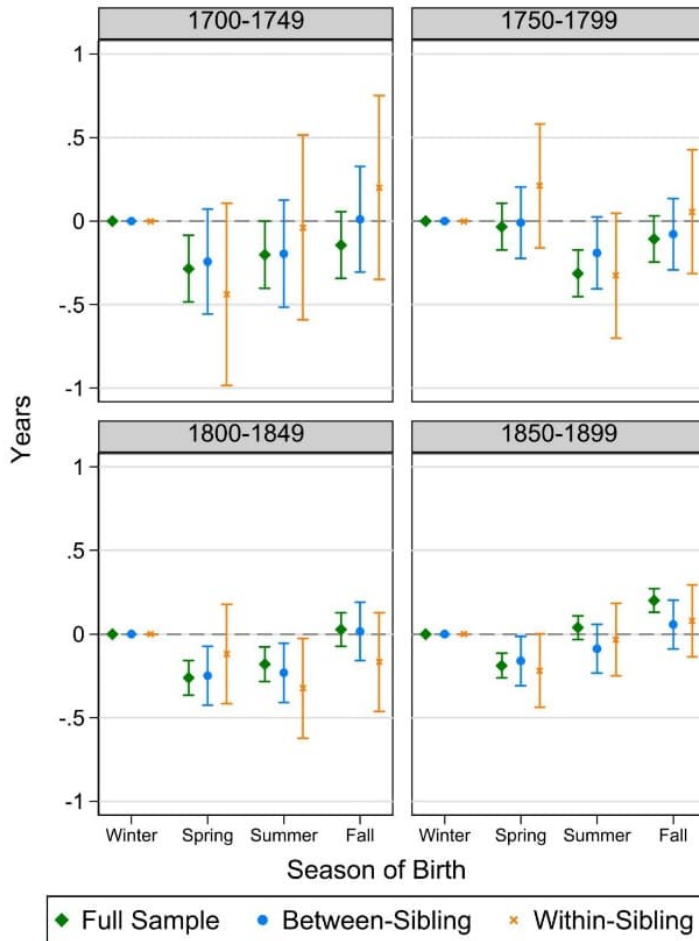 1700-1749
1750-1799
1
.5
0
-.5
-1
Years
1800-1849
1850-1899
1
.5
0
-.5
-1
Winter Spring Summer Fall
Winter Spring Summer Fall
Season of Birth
Full Sample Between-Sibling Within-Sibling